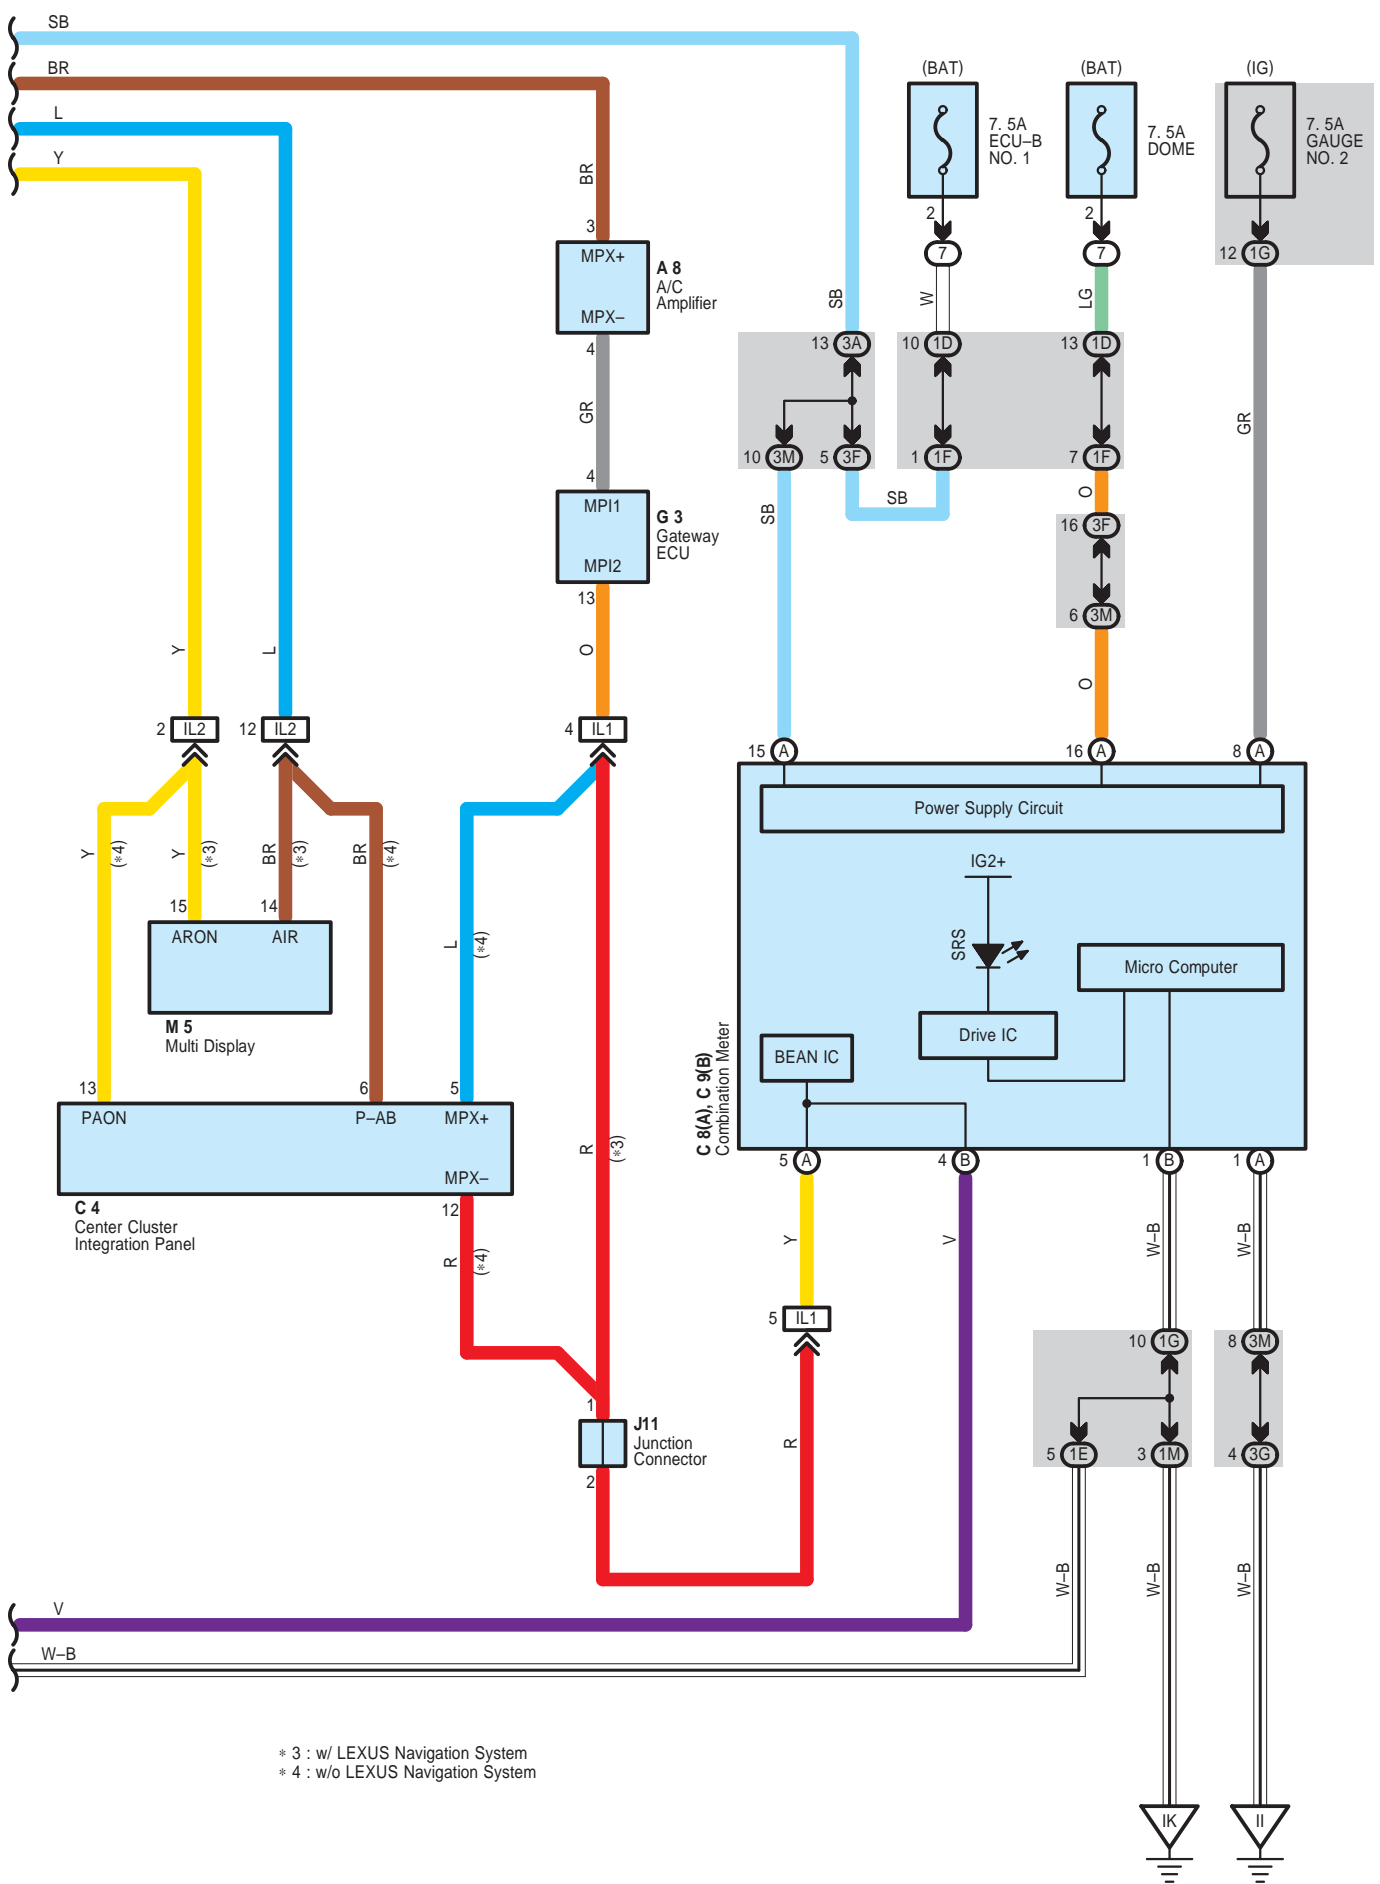 SB
BR
L
Y
(BAT)
(BAT)
(IG)
7. 5A
ECU–B
NO. 1
7. 5A
DOME
7. 5A
GAUGE
NO. 2
BR
3
2
2
7
7
12 1G
MPX+
MPX–
A 8
A/C
Amplifier
SB
W
LG
13 3A
10 1D
13 1D
4
GR
GR
10 3M
5 3F
1 1F
7 1F
4
SB
SB
O
MPI1
MPI2
G 3
Gateway
ECU
16 3F
13
6 3M
Y
L
O
O
2 IL2
12 IL2
4 IL1
15 A
16 A
8 A
Power Supply Circuit
Y
(∗4)
Y
(∗3)
BR
(∗3)
BR
(∗4)
IG2+
15
14
ARON
AIR
L
(∗4)
SRS
Micro Computer
M 5
Multi Display
Drive IC
BEAN IC
C 8(A), C 9(B)
Combination Meter
13
6
5
PAON
P–AB
MPX+
MPX–
R
(∗3)
5 A
4 B
1 B
1 A
C 4
Center Cluster
Integration Panel
12
R
(∗4)
Y
V
W–B
W–B
5 IL1
10 1G
8 3M
1
J11
Junction
Connector
R
5 1E
3 1M
4 3G
2
W–B
W–B
W–B
V
W–B
∗ 3 : w/ LEXUS Navigation System
∗ 4 : w/o LEXUS Navigation System
IK
II